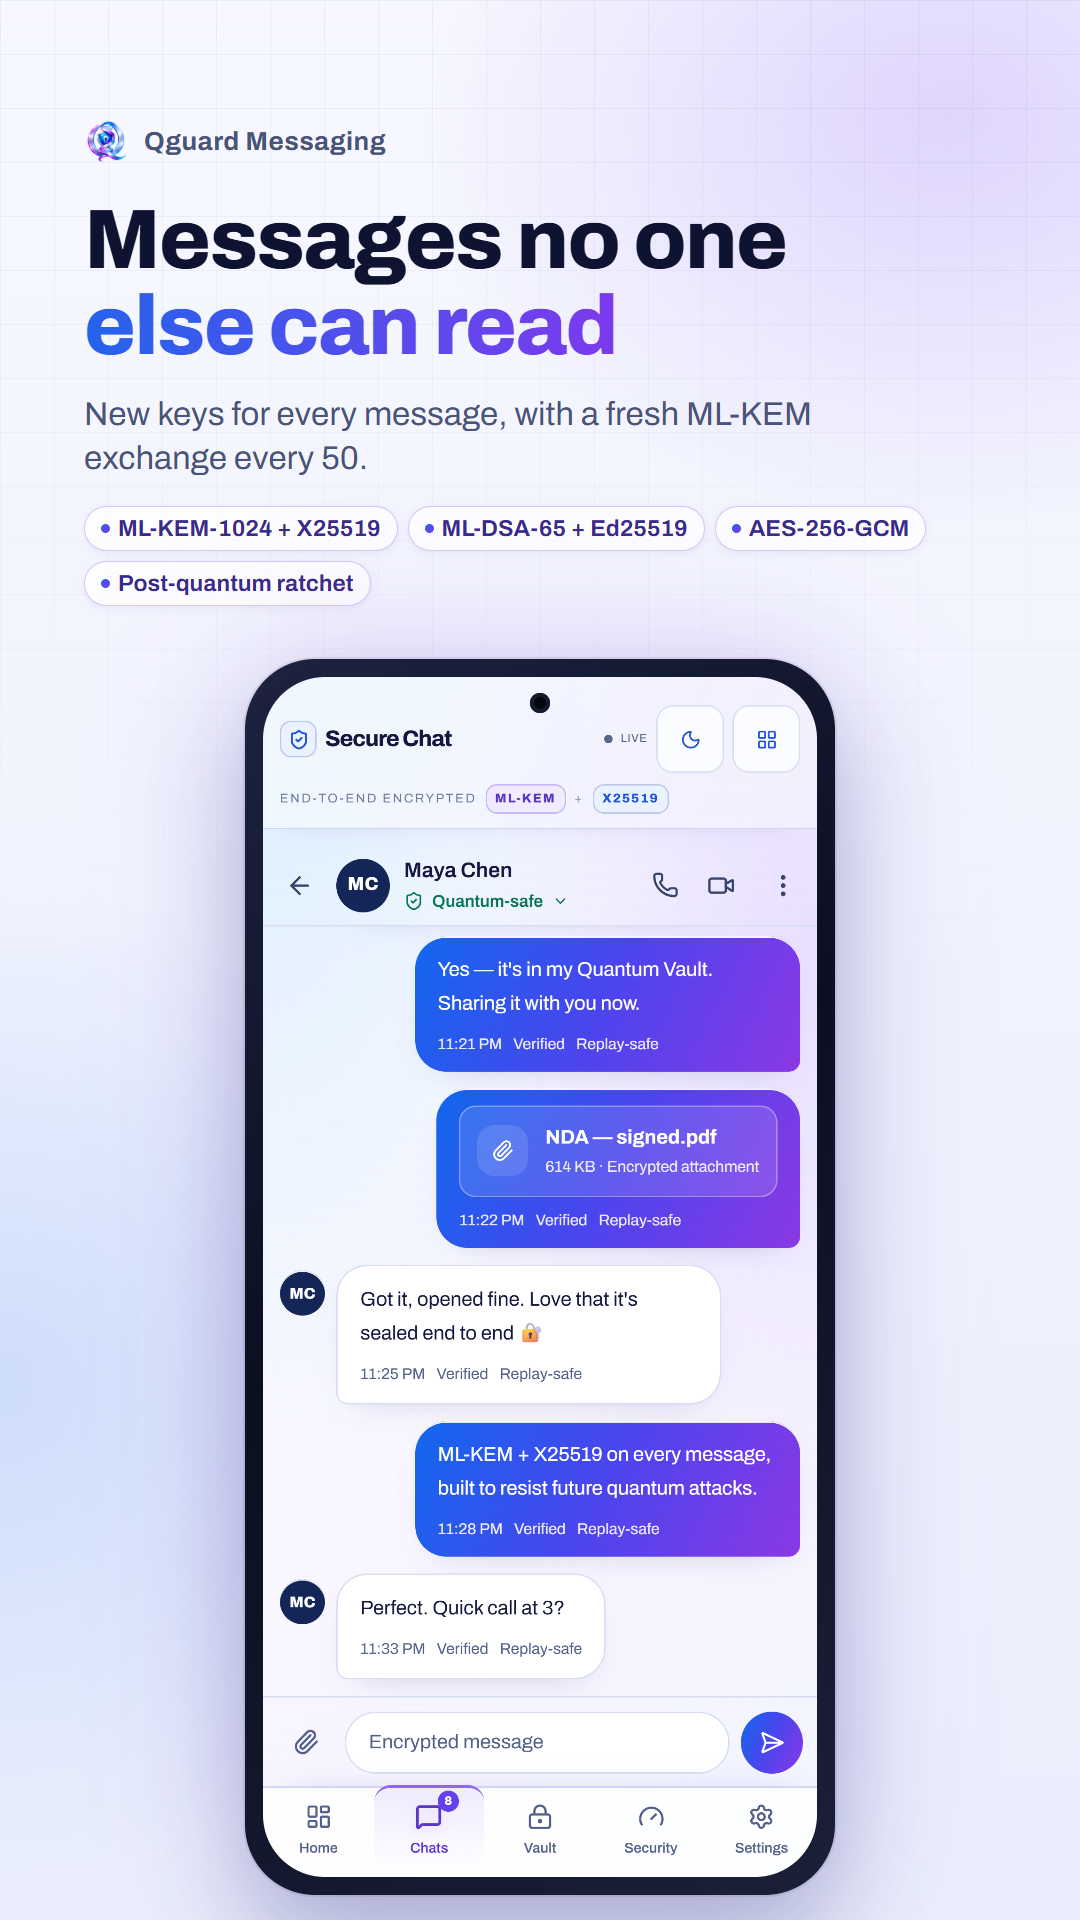 Qguard Messaging
Messages no one
else can read
New keys for every message, with a fresh ML-KEM
exchange every 50.
ML-KEM-1024 + X25519
ML-DSA-65 + Ed25519
AES-256-GCM
Post-quantum ratchet
Secure Chat
LIVE
END-TO-END ENCRYPTED ML-KEM + X25519
MC
Maya Chen
Quantum-safe
Yes — it's in my Quantum Vault.
Sharing it with you now.
11:21 PM Verified Replay-safe
NDA — signed.pdf
614 KB · Encrypted attachment
11:22 PM Verified Replay-safe
MC
Got it, opened fine. Love that it's
sealed end to end 🔐
11:25 PM Verified Replay-safe
ML-KEM + X25519 on every message,
built to resist future quantum attacks.
11:28 PM Verified Replay-safe
MC
Perfect. Quick call at 3?
11:33 PM Verified Replay-safe
Encrypted message
8
Home
Chats
Vault
Security
Settings